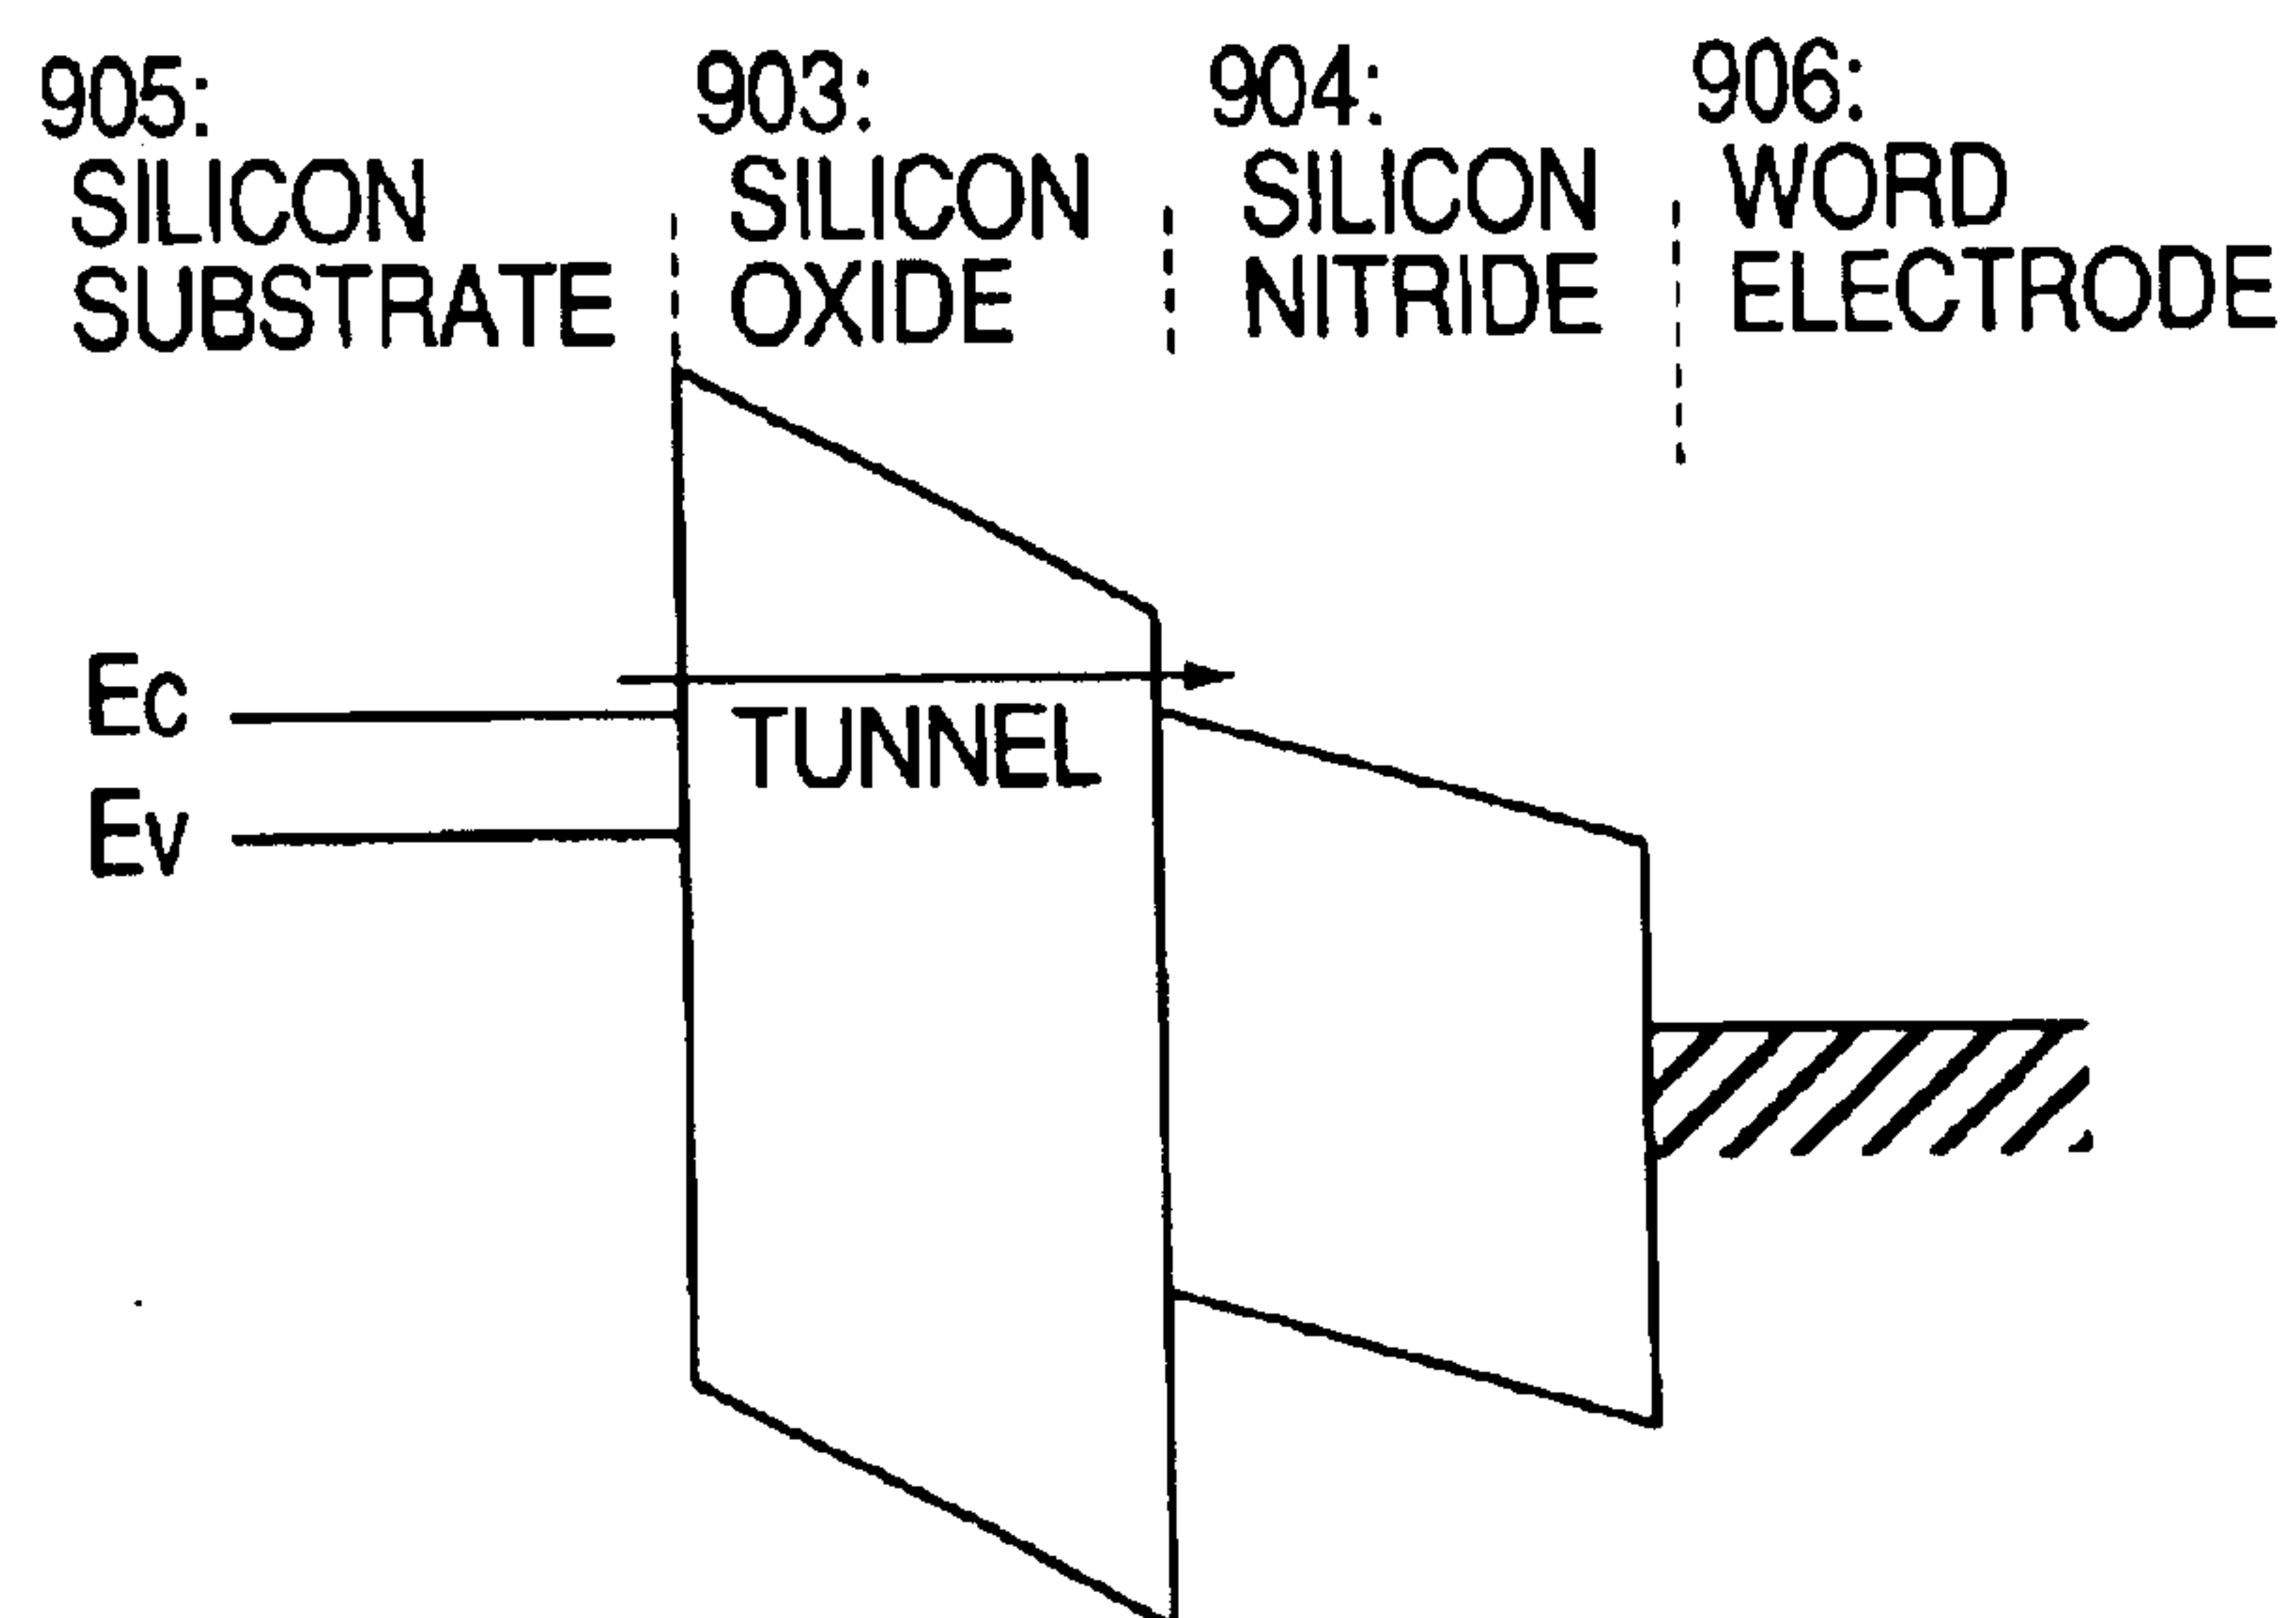 905:
SILICON
SUBSTRATE
903:
SILICON
OXIDE
904:
SILICON
NITRIDE
906:
WORD
ELECTRODE
Ec
TUNNEL
Ev